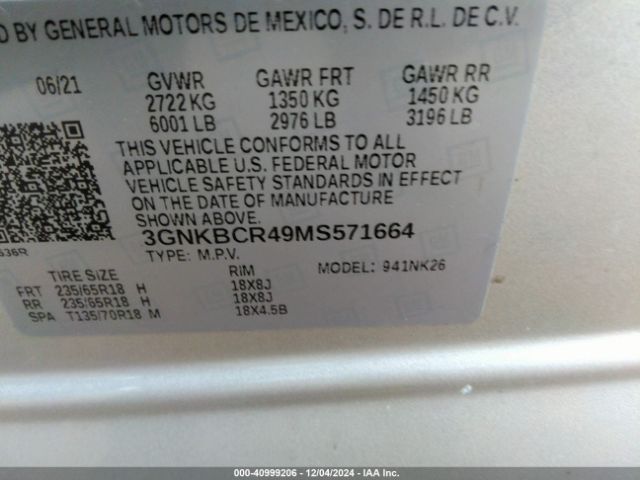 D BY GENERAL MOTORS DE MEXICO, S. DE R.L. DE C.V.
06/21 GVWR GAWR FRT GAWR RR
2722 KG 1350 KG 1450 KG
6001 LB 2976 LB 3196 LB
THIS VEHICLE CONFORMS TO ALL
APPLICABLE U.S. FEDERAL MOTOR
VEHICLE SAFETY STANDARDS IN EFFECT
ON THE DATE OF MANUFACTURE
SHOWN ABOVE.
536R 3GNKBCR49MS571664
TYPE: M.P.V. MODEL: 941NK26
TIRE SIZE RIM
FRT 235/65R18 H 18X8J
RR 235/65R18 H 18X8J
SPA T135/70R18 M 18X4.5B
000-40999206 - 12/04/2024 - IAA Inc.